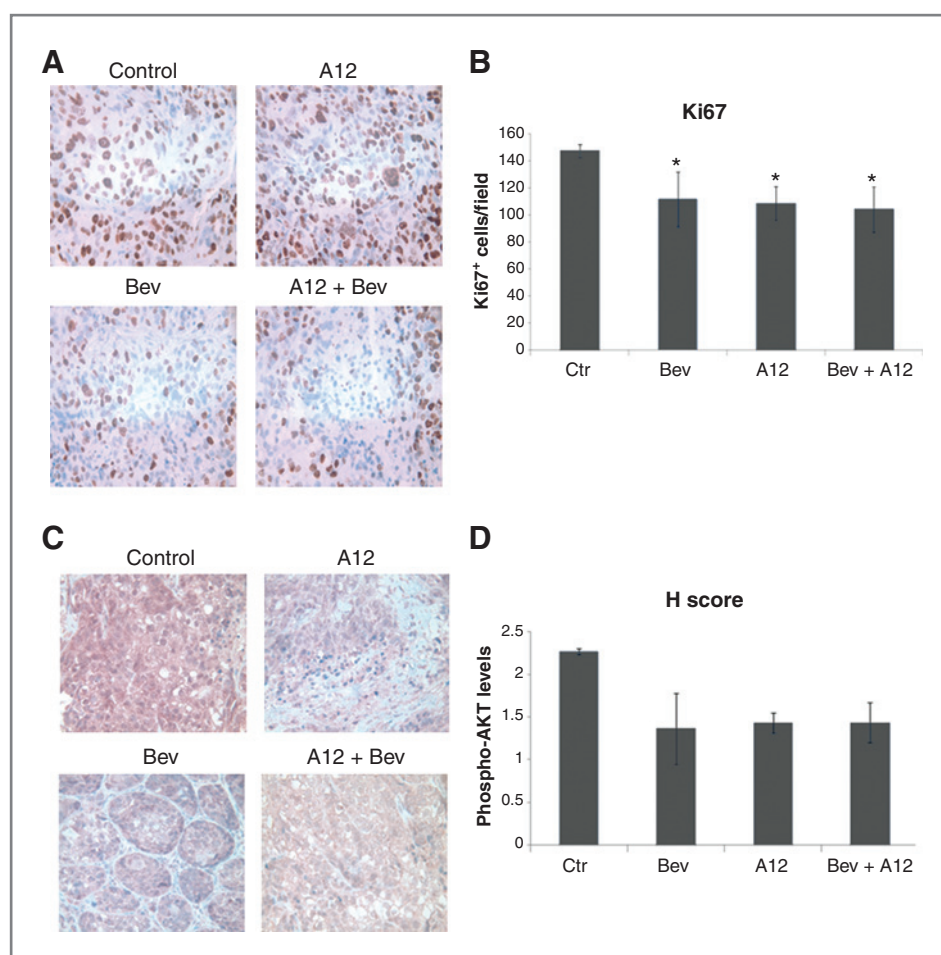 A
Control
A12
Bev
A12 + Bev
B
Ki67
Ki67+ cells/field
160
140
120
100
80
60
40
20
0
*
*
*
Ctr
Bev
A12
Bev + A12
C
Control
A12
Bev
A12 + Bev
D
H score
Phospho-AKT levels
2.5
2
1.5
1
0.5
0
Ctr
Bev
A12
Bev + A12